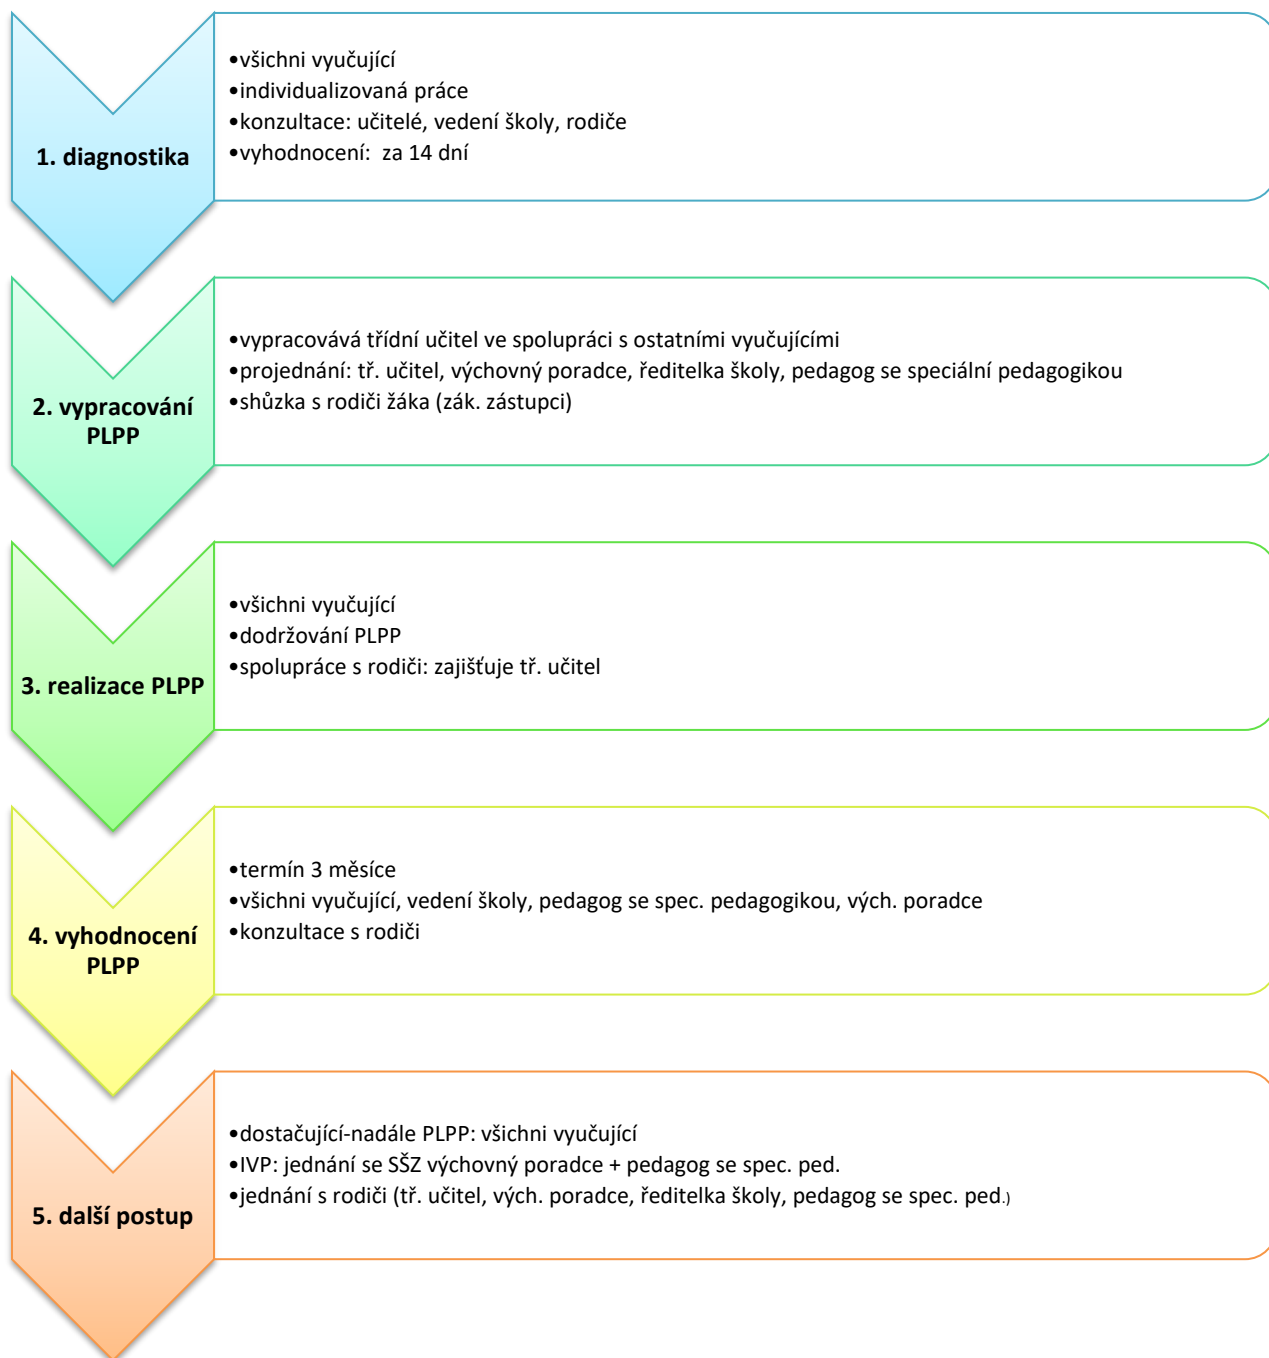 1. diagnostika
•všichni vyučující
•individualizovaná práce
•konzultace: učitelé, vedení školy, rodiče
•vyhodnocení:  za 14 dní
2. vypracování
PLPP
•vypracovává třídní učitel ve spolupráci s ostatními vyučujícími
•projednání: tř. učitel, výchovný poradce, ředitelka školy, pedagog se speciální pedagogikou
•shůzka s rodiči žáka (zák. zástupci)
3. realizace PLPP
•všichni vyučující
•dodržování PLPP
•spolupráce s rodiči: zajišťuje tř. učitel
4. vyhodnocení
PLPP
•termín 3 měsíce
•všichni vyučující, vedení školy, pedagog se spec. pedagogikou, vých. poradce
•konzultace s rodiči
5. další postup
•dostačující-nadále PLPP: všichni vyučující
•IVP: jednání se SŠZ výchovný poradce + pedagog se spec. ped.
•jednání s rodiči (tř. učitel, vých. poradce, ředitelka školy, pedagog se spec. ped.)